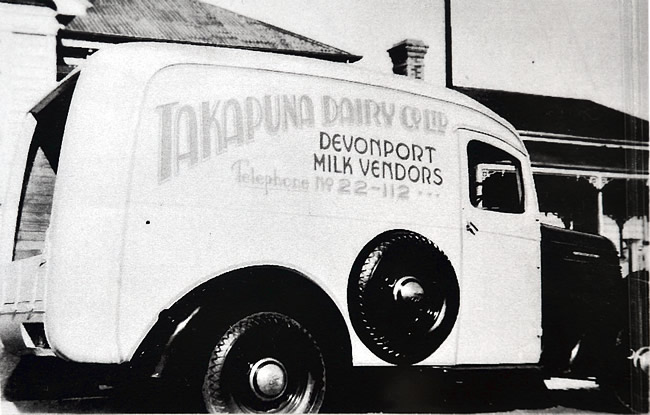 TAKAPUNA DAIRY Co LTD
DEVONPORT
MILK VENDORS
Telephone No 22-112 ...